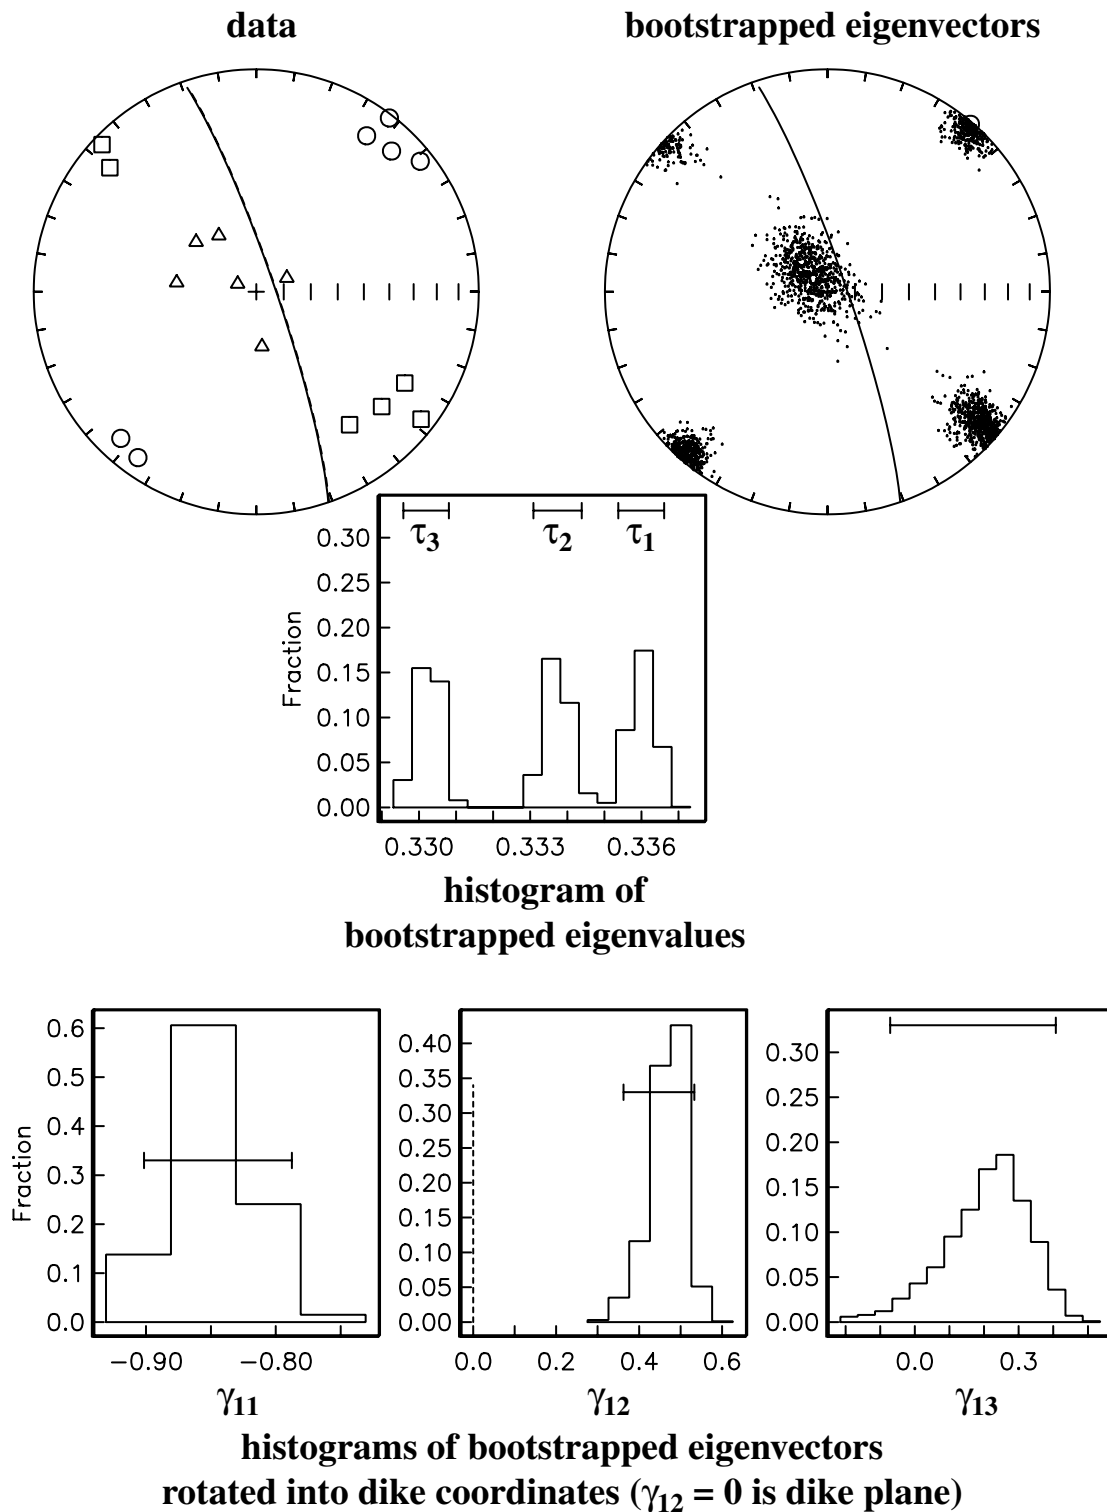 data
bootstrapped eigenvectors
τ3 τ2 τ1
0.30
0.25
0.20
0.15
0.10
0.05
0.00
Fraction
0.330 0.333 0.336
histogram of
bootstrapped eigenvalues
0.6
0.5
0.4
0.3
0.2
0.1
0.0
Fraction
−0.90 −0.80
γ11
0.40
0.35
0.30
0.25
0.20
0.15
0.10
0.05
0.00
0.0 0.2 0.4 0.6
γ12
0.30
0.25
0.20
0.15
0.10
0.05
0.00
0.0 0.3
γ13
histograms of bootstrapped eigenvectors
rotated into dike coordinates (γ12 = 0 is dike plane)